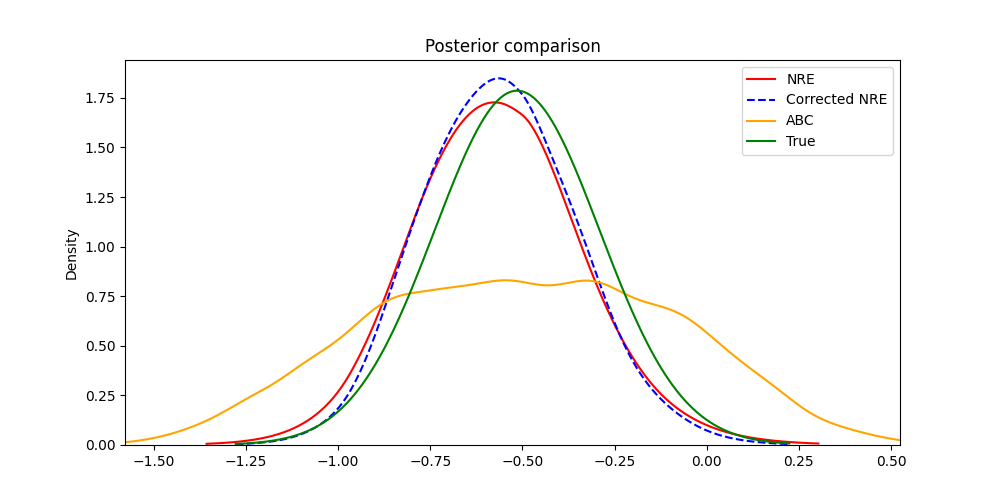 Posterior comparison
NRE
Corrected NRE
ABC
True
Density
1.75
1.50
1.25
1.00
0.75
0.50
0.25
0.00
−1.50 −1.25 −1.00 −0.75 −0.50 −0.25 0.00 0.25 0.50